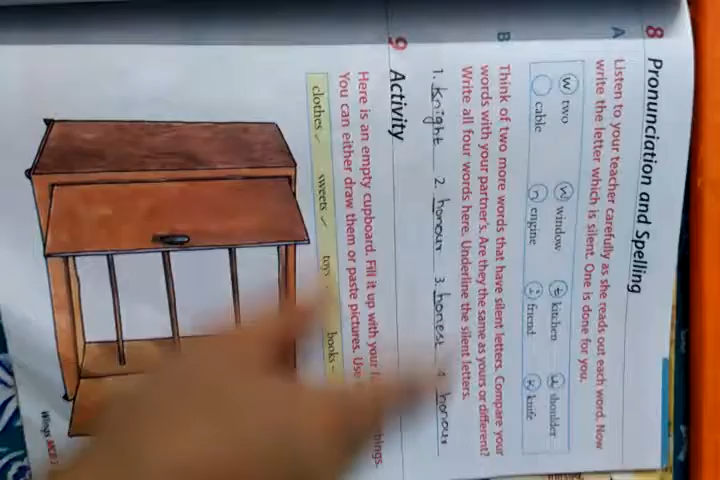 8 Pronunciation and Spelling
A Listen to your teacher carefully as she reads out each word. Now
write the letter which is silent. One is done for you.
w two w window t kitchen u shoulder
cable n engine i friend k knife
B Think of two more words that have silent letters. Compare your
words with your partner's. Are they the same as yours or different?
Write all four words here. Underline the silent letters.
1. Knight 2. honour 3. honest 4 honour
9 Activity
Here is an empty cupboard. Fill it up with your things.
You can either draw them or paste pictures. Use
clothes ✓ sweets ✓ toys books
Wings MCB3